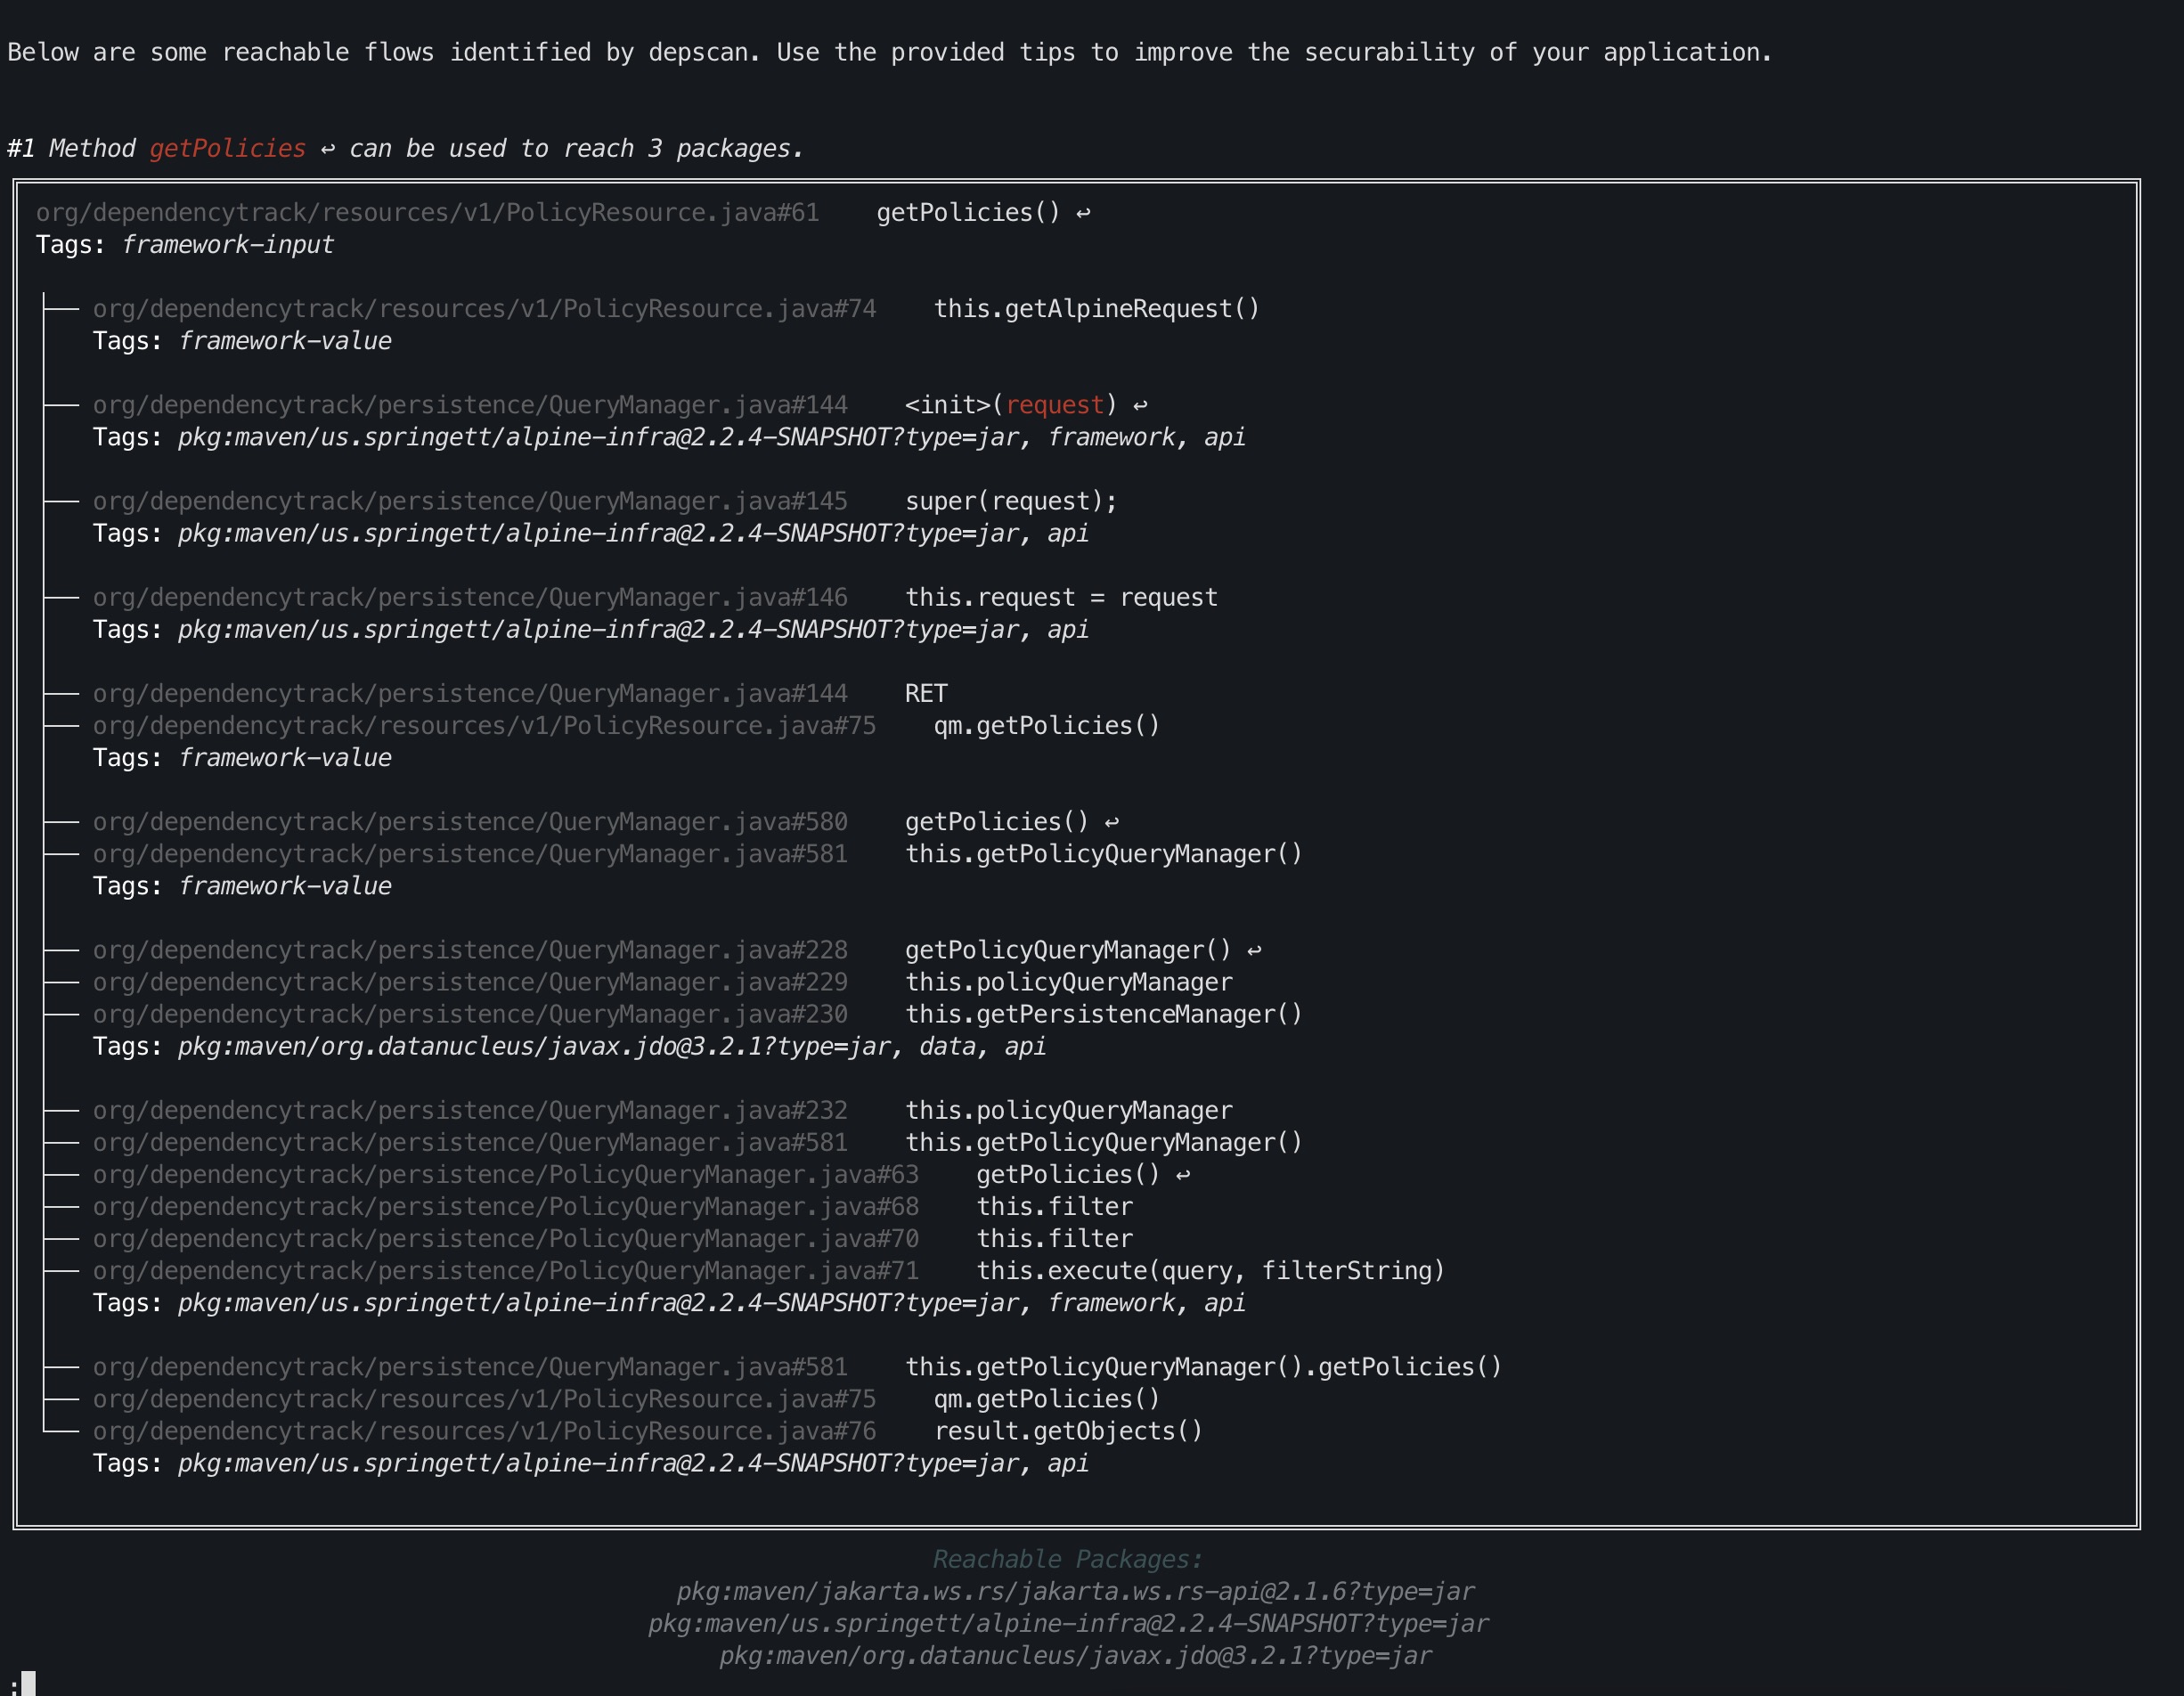 Below are some reachable flows identified by depscan. Use the provided tips to improve the securability of your application.
#1 Method getPolicies ↩ can be used to reach 3 packages.
org/dependencytrack/resources/v1/PolicyResource.java#61    getPolicies() ↩
Tags: framework-input
org/dependencytrack/resources/v1/PolicyResource.java#74    this.getAlpineRequest()
Tags: framework-value
org/dependencytrack/persistence/QueryManager.java#144    <init>(request) ↩
Tags: pkg:maven/us.springett/alpine-infra@2.2.4-SNAPSHOT?type=jar, framework, api
org/dependencytrack/persistence/QueryManager.java#145    super(request);
Tags: pkg:maven/us.springett/alpine-infra@2.2.4-SNAPSHOT?type=jar, api
org/dependencytrack/persistence/QueryManager.java#146    this.request = request
Tags: pkg:maven/us.springett/alpine-infra@2.2.4-SNAPSHOT?type=jar, api
org/dependencytrack/persistence/QueryManager.java#144    RET
org/dependencytrack/resources/v1/PolicyResource.java#75    qm.getPolicies()
Tags: framework-value
org/dependencytrack/persistence/QueryManager.java#580    getPolicies() ↩
org/dependencytrack/persistence/QueryManager.java#581    this.getPolicyQueryManager()
Tags: framework-value
org/dependencytrack/persistence/QueryManager.java#228    getPolicyQueryManager() ↩
org/dependencytrack/persistence/QueryManager.java#229    this.policyQueryManager
org/dependencytrack/persistence/QueryManager.java#230    this.getPersistenceManager()
Tags: pkg:maven/org.datanucleus/javax.jdo@3.2.1?type=jar, data, api
org/dependencytrack/persistence/QueryManager.java#232    this.policyQueryManager
org/dependencytrack/persistence/QueryManager.java#581    this.getPolicyQueryManager()
org/dependencytrack/persistence/PolicyQueryManager.java#63    getPolicies() ↩
org/dependencytrack/persistence/PolicyQueryManager.java#68    this.filter
org/dependencytrack/persistence/PolicyQueryManager.java#70    this.filter
org/dependencytrack/persistence/PolicyQueryManager.java#71    this.execute(query, filterString)
Tags: pkg:maven/us.springett/alpine-infra@2.2.4-SNAPSHOT?type=jar, framework, api
org/dependencytrack/persistence/QueryManager.java#581    this.getPolicyQueryManager().getPolicies()
org/dependencytrack/resources/v1/PolicyResource.java#75    qm.getPolicies()
org/dependencytrack/resources/v1/PolicyResource.java#76    result.getObjects()
Tags: pkg:maven/us.springett/alpine-infra@2.2.4-SNAPSHOT?type=jar, api
Reachable Packages:
pkg:maven/jakarta.ws.rs/jakarta.ws.rs-api@2.1.6?type=jar
pkg:maven/us.springett/alpine-infra@2.2.4-SNAPSHOT?type=jar
pkg:maven/org.datanucleus/javax.jdo@3.2.1?type=jar
: